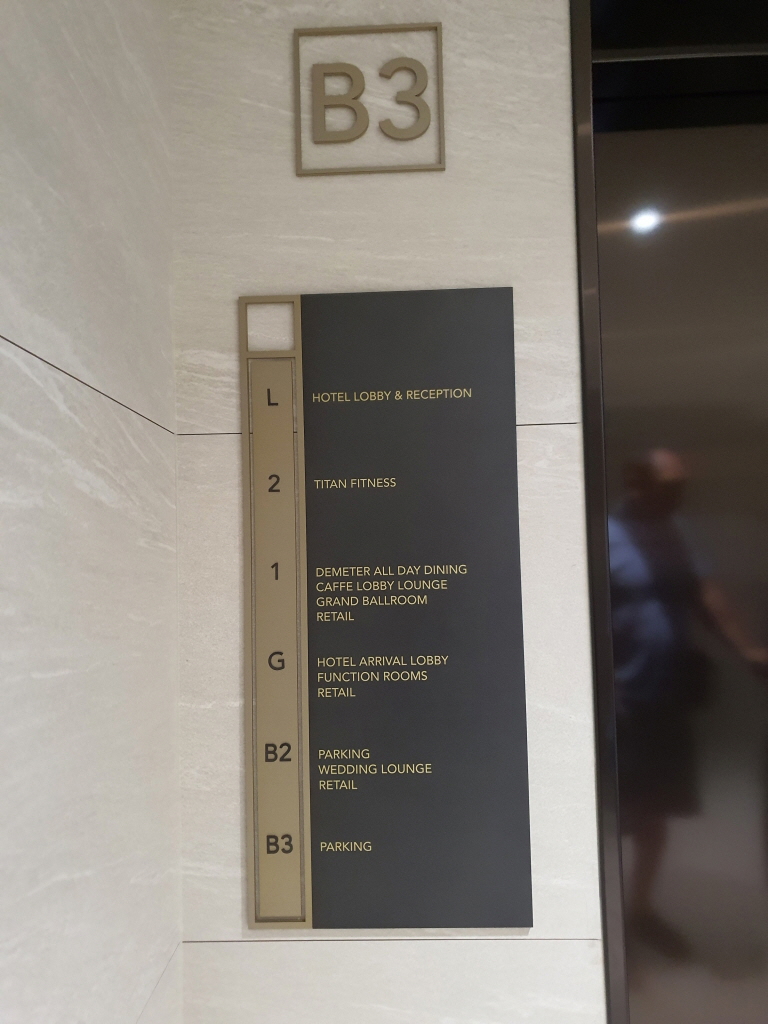 B3
L HOTEL LOBBY & RECEPTION
2 TITAN FITNESS
1 DEMETER ALL DAY DINING
CAFFE LOBBY LOUNGE
GRAND BALLROOM
RETAIL
G HOTEL ARRIVAL LOBBY
FUNCTION ROOMS
RETAIL
B2 PARKING
WEDDING LOUNGE
RETAIL
B3 PARKING